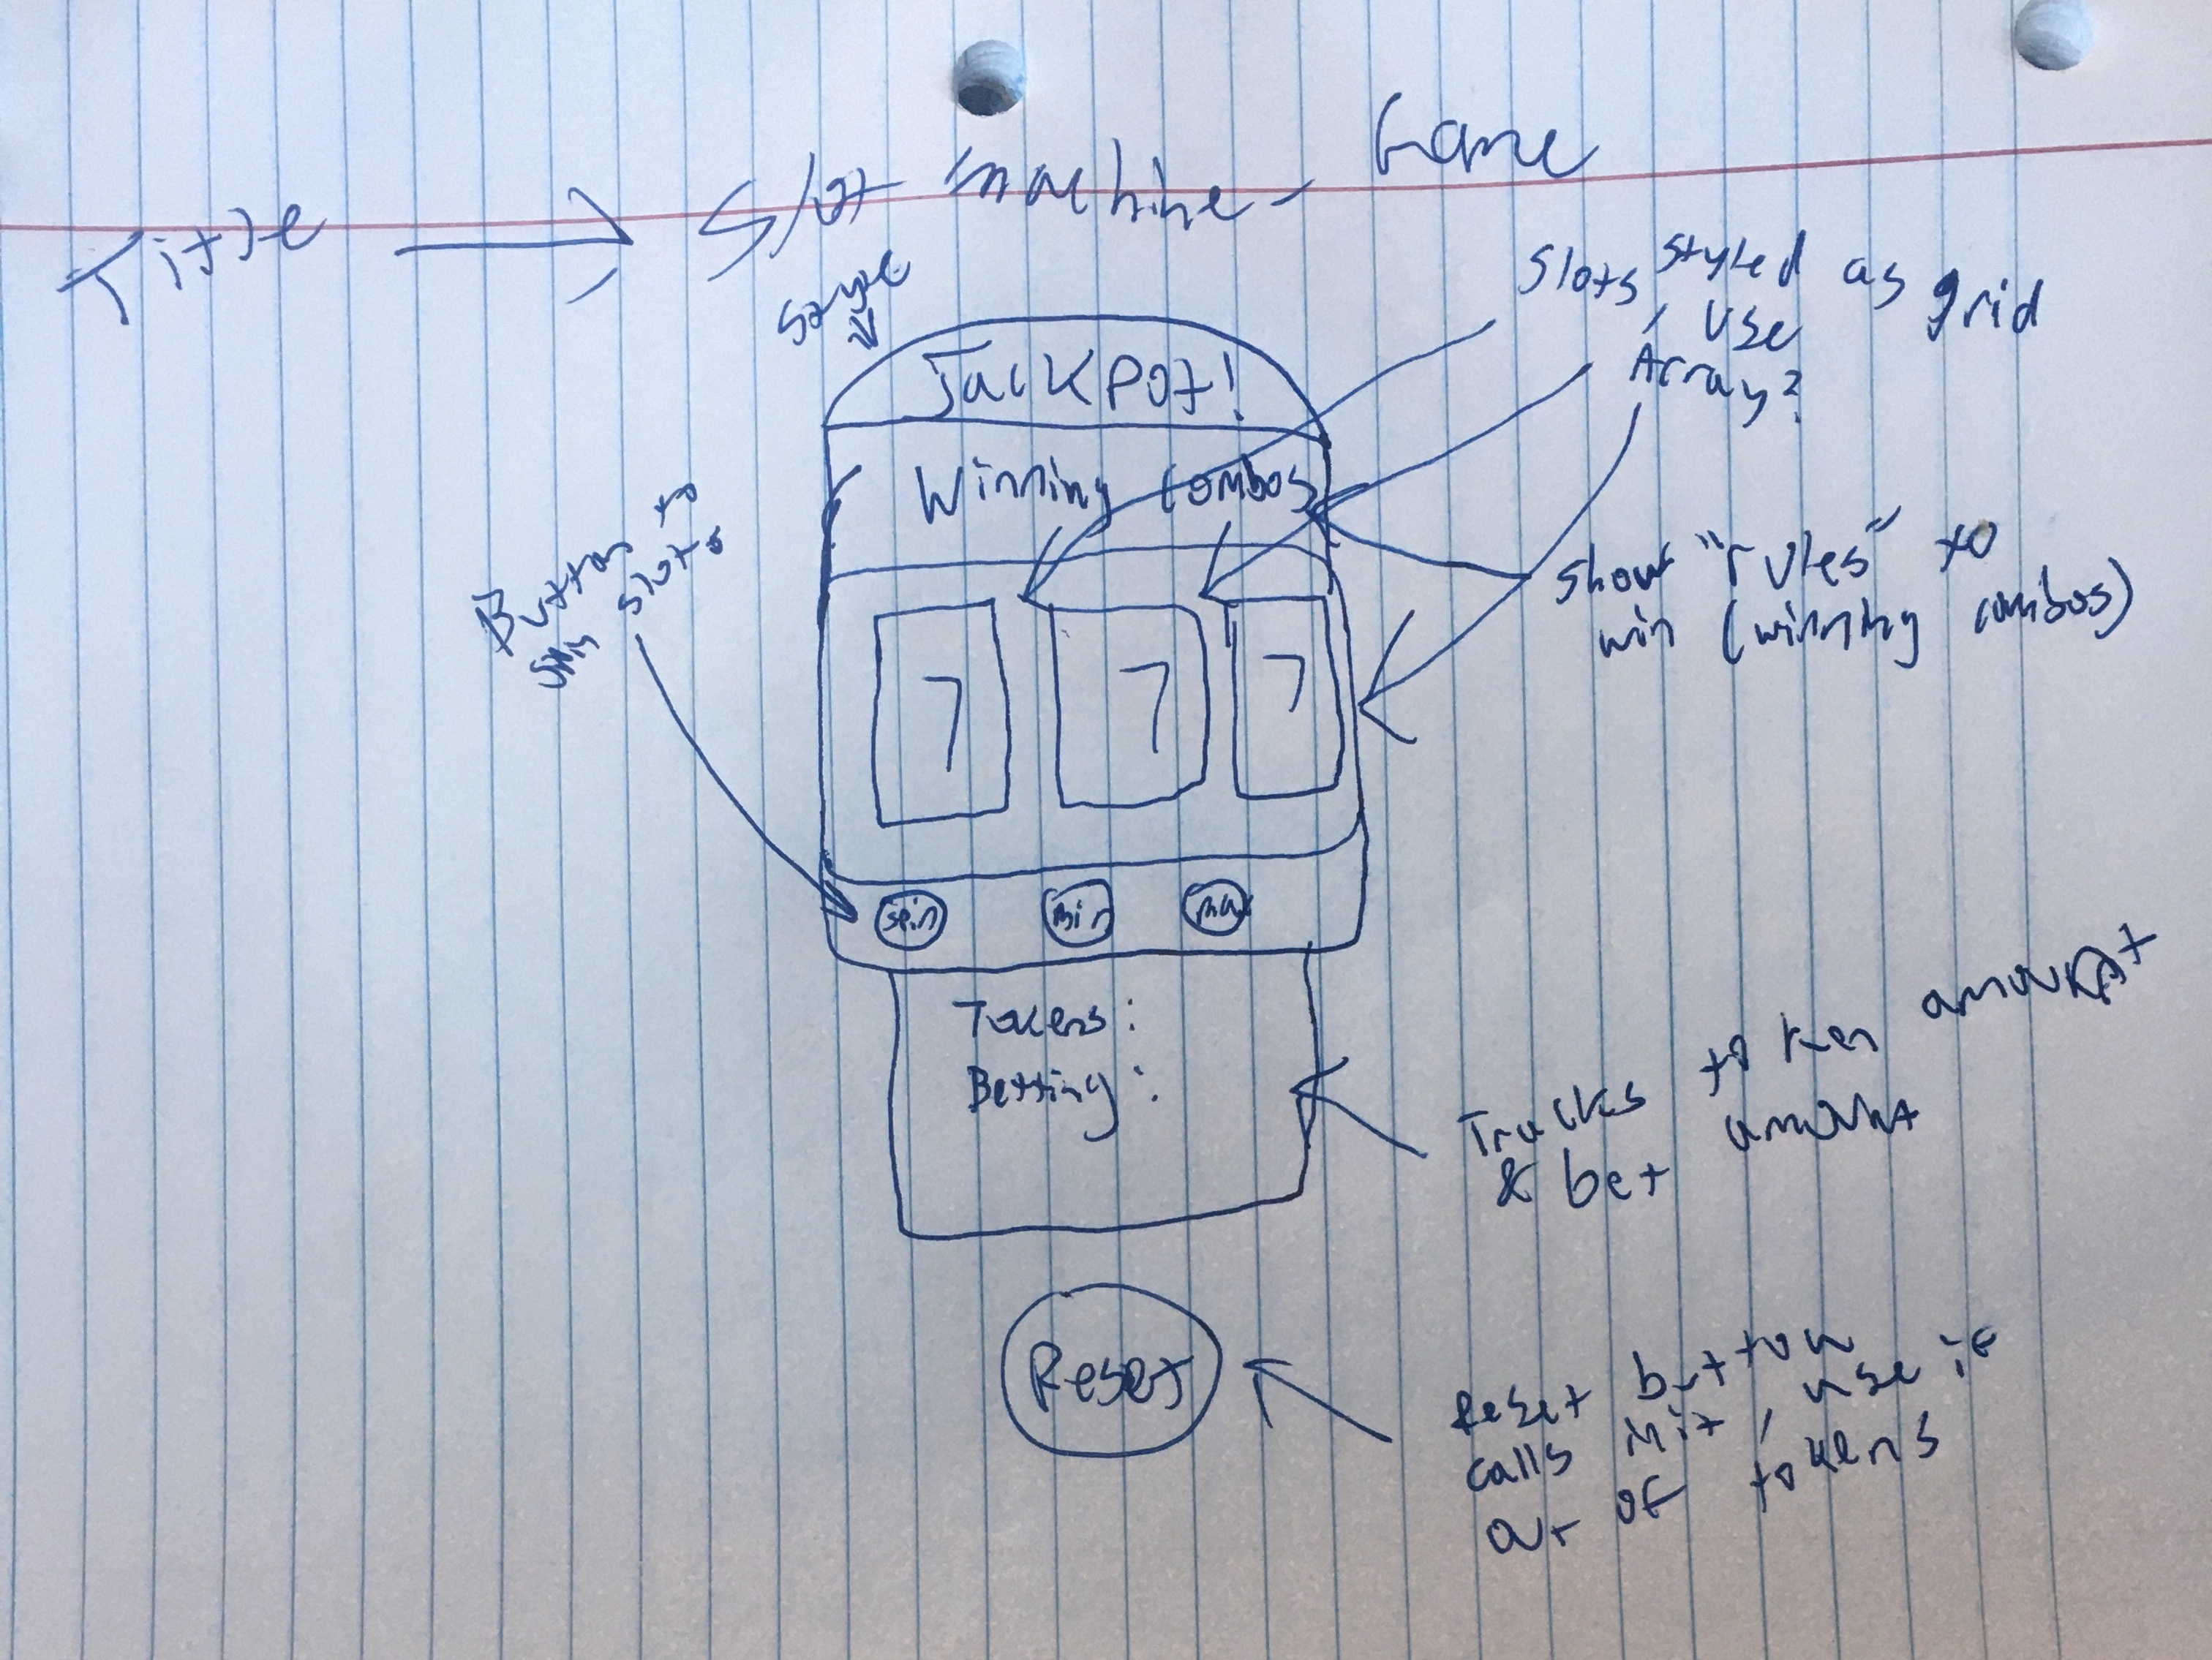 Title → Slot machine Game
Slots styled as grid
, use
Array?
JackPot!
Winning Combos
Button to
slots
show "rules" to
win (winning combos)
7 7 7
spin min max
Tokens:
Betting:
Tracks token amount
& bet amount
Reset
Reset button
calls init, use if
out of tokens